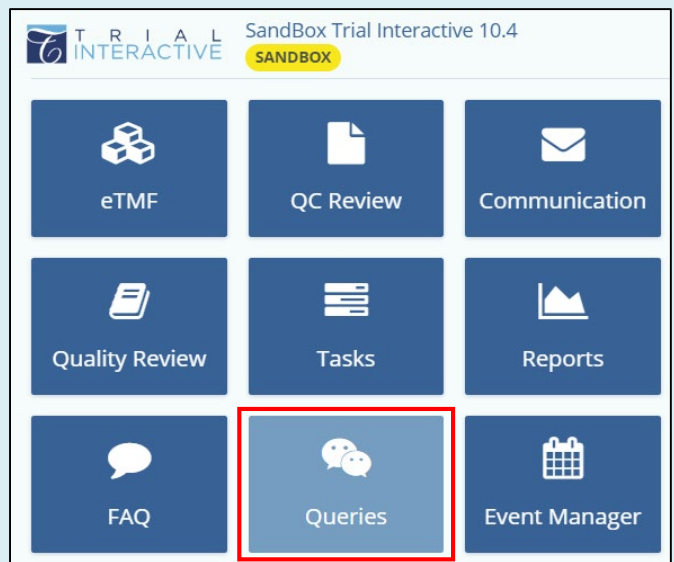 TRIAL
INTERACTIVE
SandBox Trial Interactive 10.4
SANDBOX
eTMF
QC Review
Communication
Quality Review
Tasks
Reports
FAQ
Queries
Event Manager